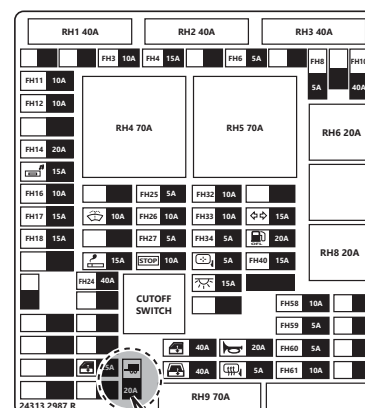 RH1 40A RH2 40A RH3 40A
FH3 10A FH4 15A FH6 5A FH8 5A FH10 40A
FH11 10A
FH12 10A
RH4 70A RH5 70A RH6 20A
FH14 20A
15A
FH16 10A FH25 5A FH32 10A
FH17 15A 10A FH26 10A FH33 10A 15A
FH18 15A FH27 5A FH34 5A 20A
15A STOP 10A 5A FH40 15A RH8 20A
FH24 40A 15A
CUTOFF
SWITCH
FH58 10A
FH59 5A
40A 20A FH60 5A
40A 5A FH61 10A
20A
RH9 70A
24313 2987 R